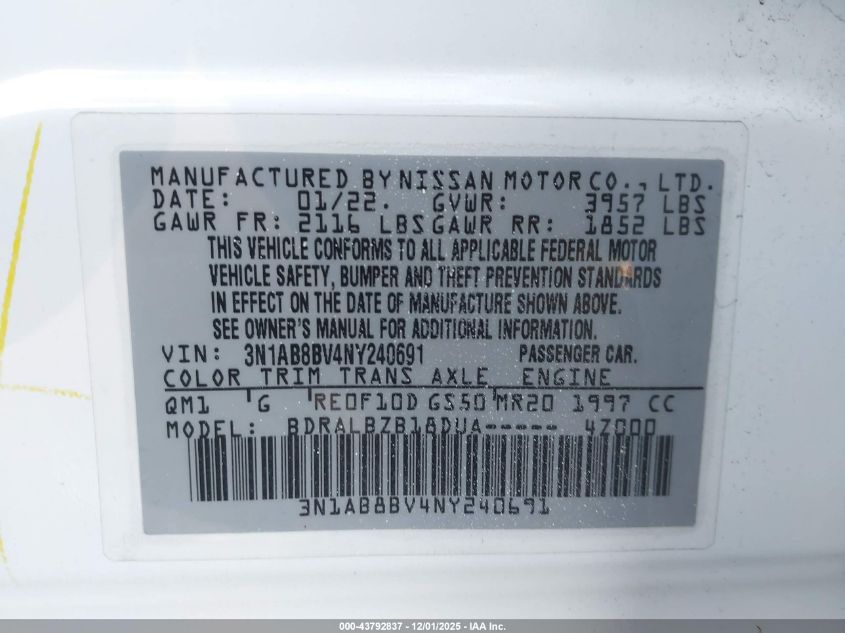 MANUFACTURED BY NISSAN MOTOR CO., LTD.
DATE: 01/22. GVWR: 3957 LBS
GAWR FR: 2116 LBS GAWR RR: 1852 LBS
THIS VEHICLE CONFORMS TO ALL APPLICABLE FEDERAL MOTOR
VEHICLE SAFETY, BUMPER AND THEFT PREVENTION STANDARDS
IN EFFECT ON THE DATE OF MANUFACTURE SHOWN ABOVE.
SEE OWNER'S MANUAL FOR ADDITIONAL INFORMATION.
VIN: 3N1AB8BV4NY240691 PASSENGER CAR.
COLOR TRIM TRANS AXLE ENGINE
QM1 G RE0F10D GS50 MR20 1997 CC
MODEL: BDRALBZB18DUA----- 4Z000
3N1AB8BV4NY240691
000-43792837 - 12/01/2025 - IAA Inc.